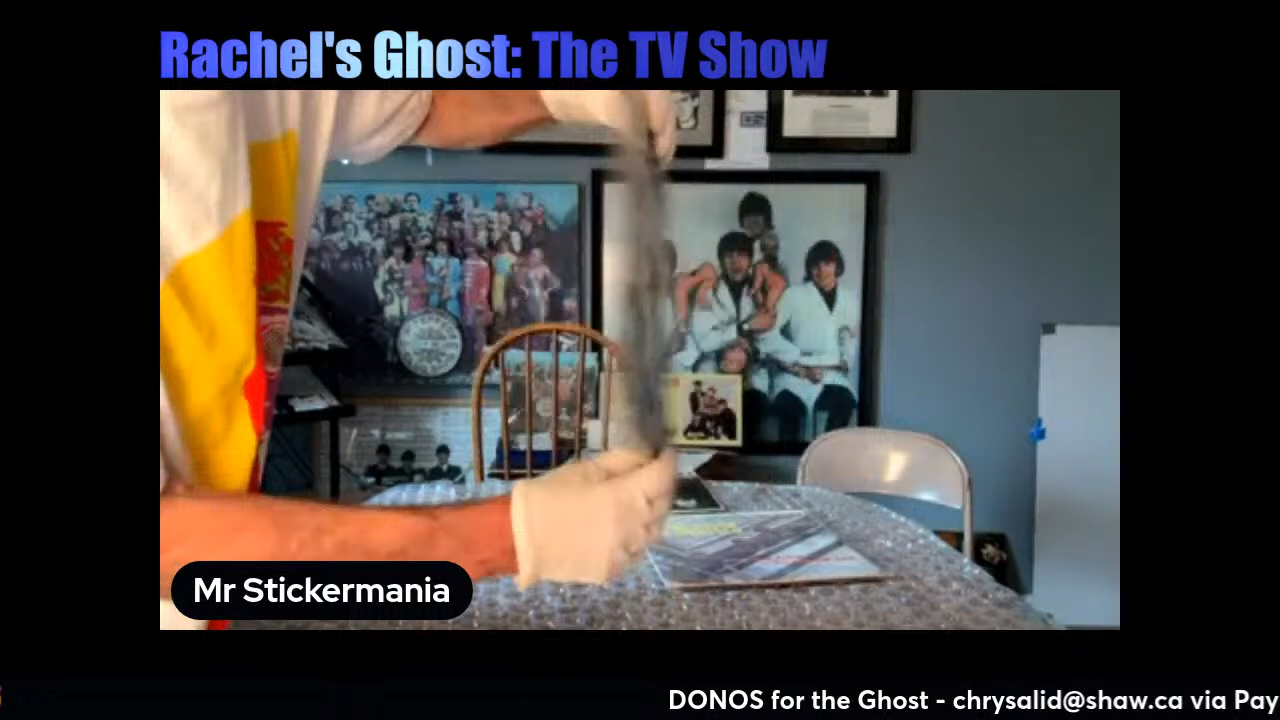 Rachel's Ghost: The TV Show
Mr Stickermania
DONOS for the Ghost - chrysalid@shaw.ca via Pay